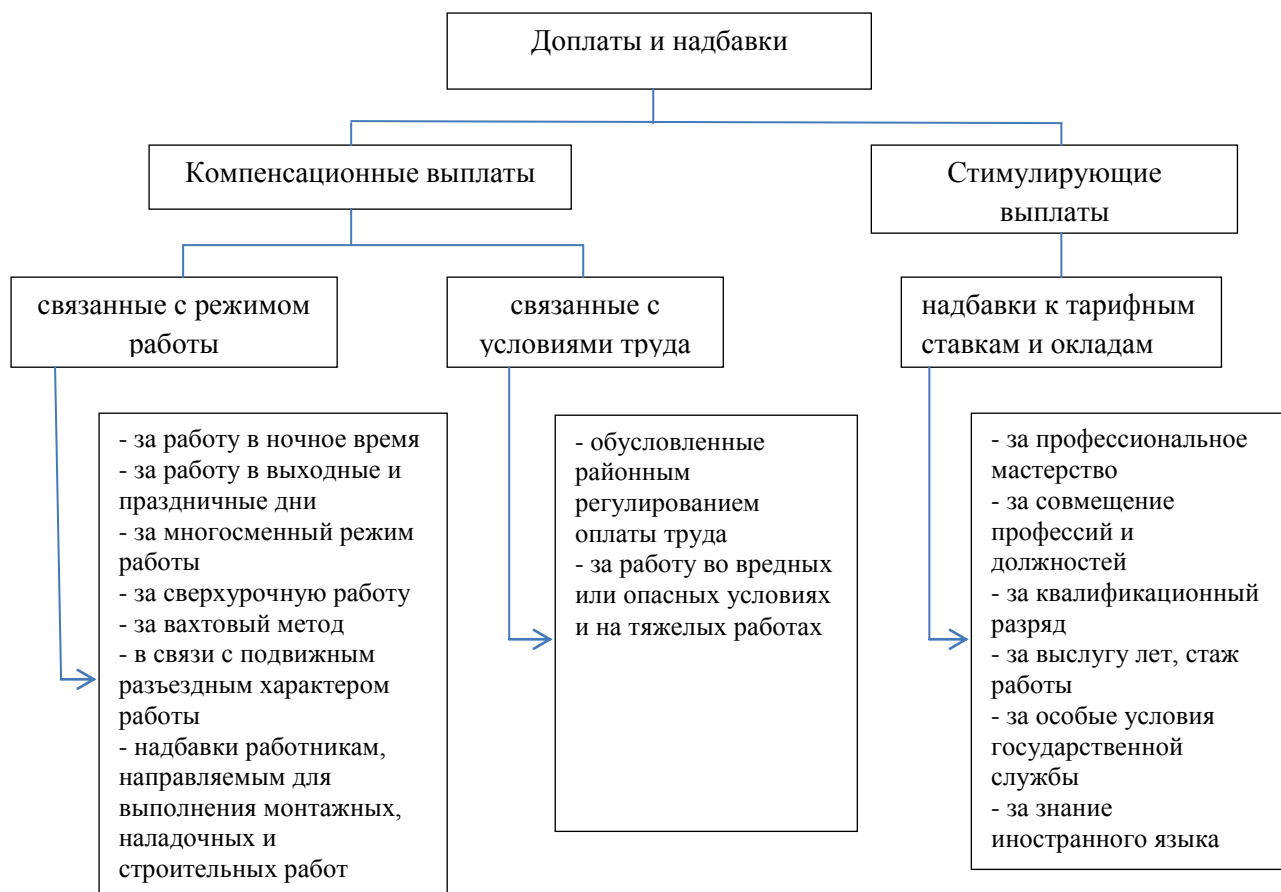 Доплаты и надбавки
Компенсационные выплаты
Стимулирующие
выплаты
связанные с режимом
работы
связанные с
условиями труда
надбавки к тарифным
ставкам и окладам
- за работу в ночное время
- за работу в выходные и
праздничные дни
- за многосменный режим
работы
- за сверхурочную работу
- за вахтовый метод
- в связи с подвижным
разъездным характером
работы
- надбавки работникам,
направляемым для
выполнения монтажных,
наладочных и
строительных работ
- обусловленные
районным
регулированием
оплаты труда
- за работу во вредных
или опасных условиях
и на тяжелых работах
- за профессиональное
мастерство
- за совмещение
профессий и
должностей
- за квалификационный
разряд
- за выслугу лет, стаж
работы
- за особые условия
государственной
службы
- за знание
иностранного языка